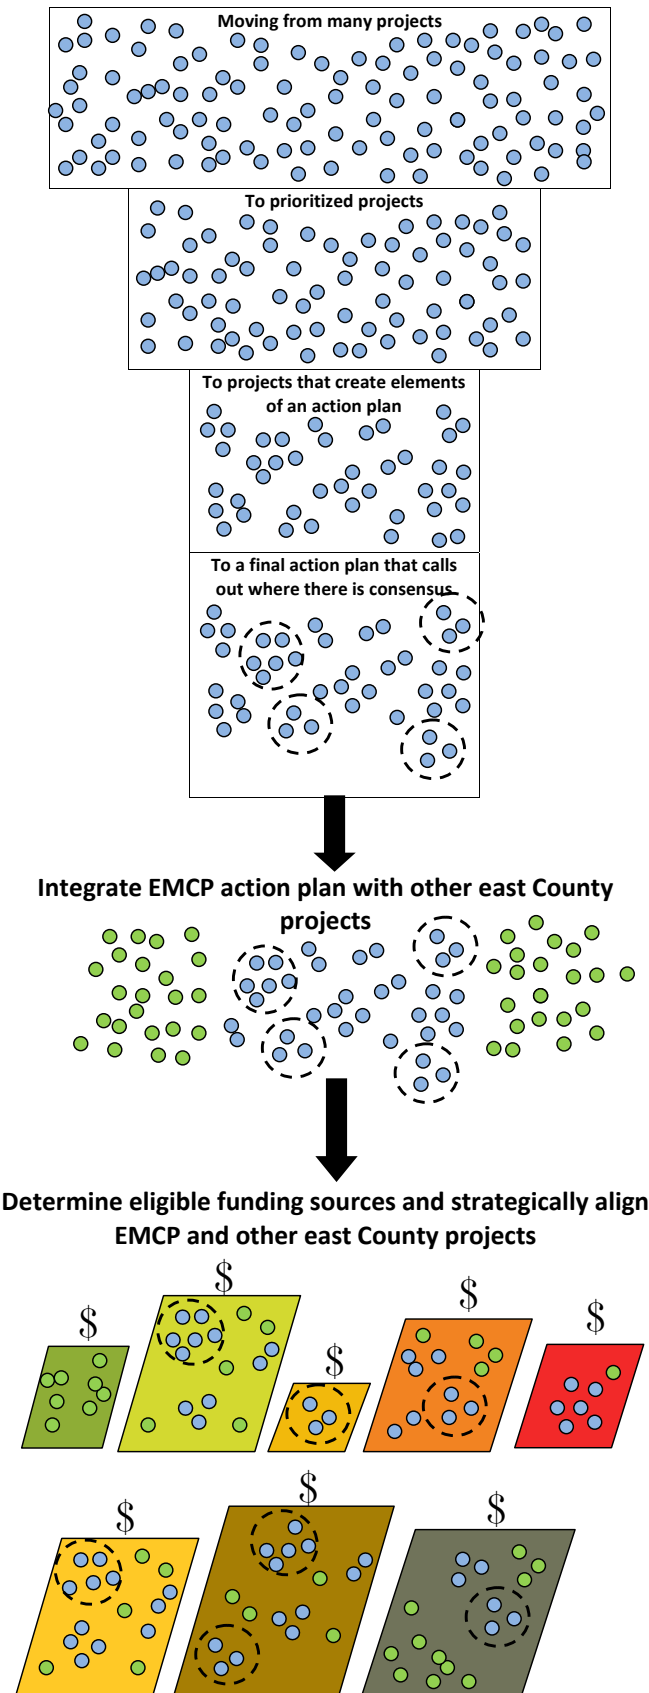 Moving from many projects
To prioritized projects
To projects that create elements
of an action plan
To a final action plan that calls
out where there is consensus
Integrate EMCP action plan with other east County
projects
Determine eligible funding sources and strategically align
EMCP and other east County projects
$
$
$
$
$
$
$
$